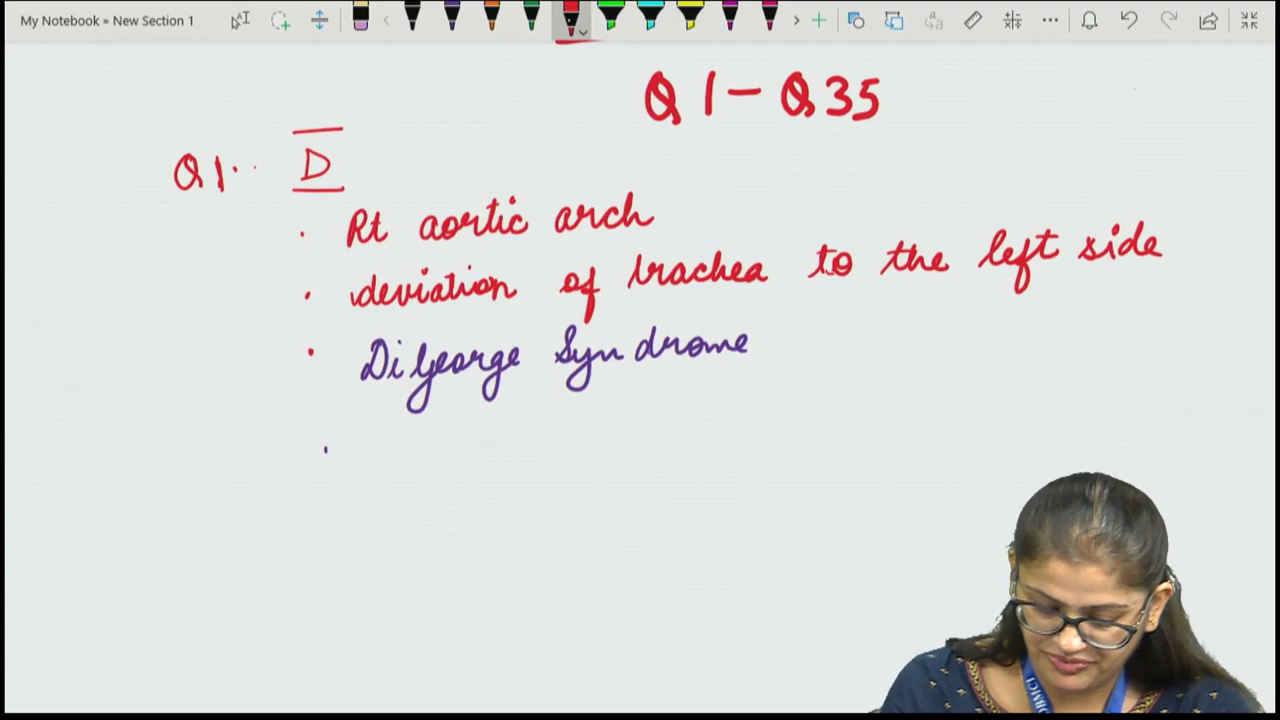 My Notebook » New Section 1
Q1-Q35
Q1. D
Rt aortic arch
deviation of trachea to the left side
DiGeorge Syndrome
DBMCI